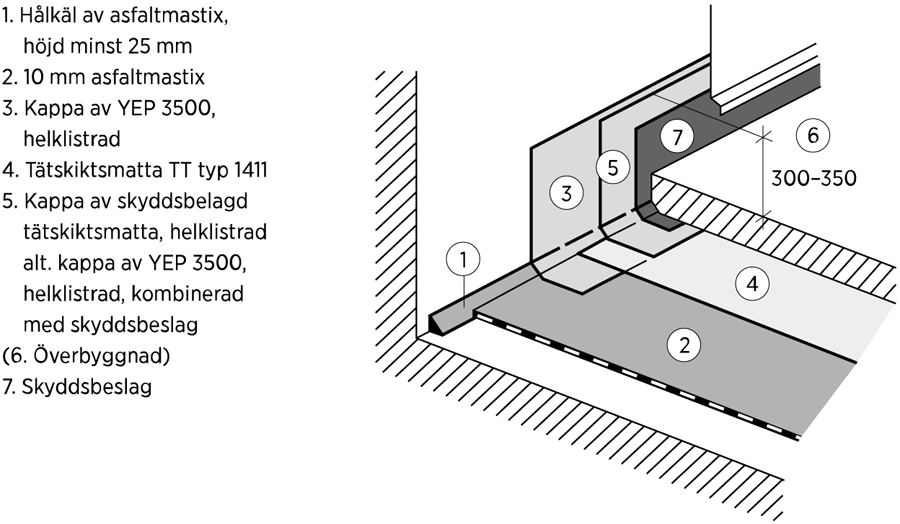 1. Hålkäl av asfaltmastix,
höjd minst 25 mm
2. 10 mm asfaltmastix
3. Kappa av YEP 3500,
helklistrad
4. Tätskiktsmatta TT typ 1411
5. Kappa av skyddsbelagd
tätskiktsmatta, helklistrad
alt. kappa av YEP 3500,
helklistrad, kombinerad
med skyddsbeslag
(6. Överbyggnad)
7. Skyddsbeslag
7
6
5
3
300–350
1
4
2